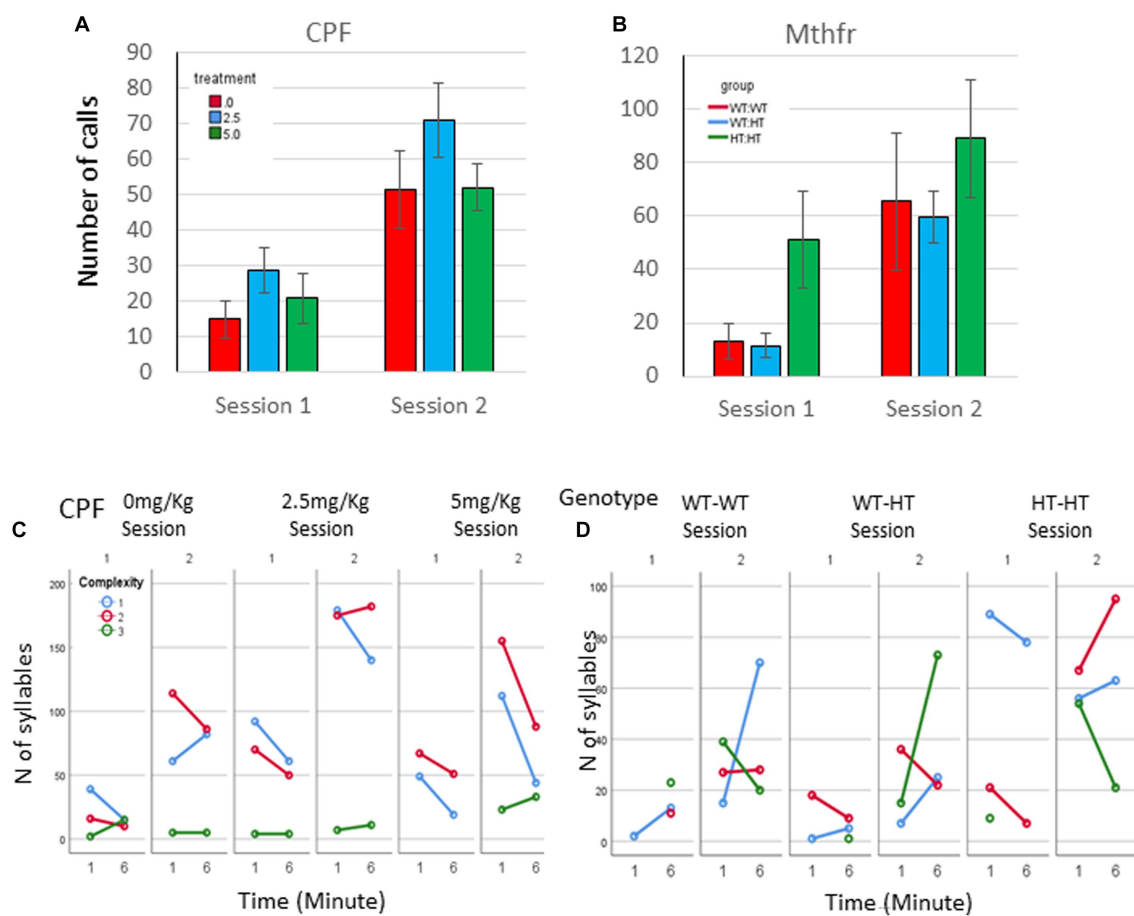 A
CPF
90
80
70
60
50
40
30
20
10
0
Number of calls
treatment
.0
2.5
5.0
Session 1
Session 2
B
Mthfr
120
100
80
60
40
20
0
group
WT:WT
WT:HT
HT:HT
Session 1
Session 2
C
CPF
0mg/Kg
Session
2.5mg/Kg
Session
5mg/Kg
Session
1
2
1
2
1
2
Complexity
1
2
3
200
150
100
50
0
N of syllables
1 6
1 6
1 6
1 6
1 6
1 6
Time (Minute)
D
Genotype
WT-WT
Session
WT-HT
Session
HT-HT
Session
1
2
1
2
1
2
100
80
60
40
20
0
N of syllables
1 6
1 6
1 6
1 6
1 6
1 6
Time (Minute)